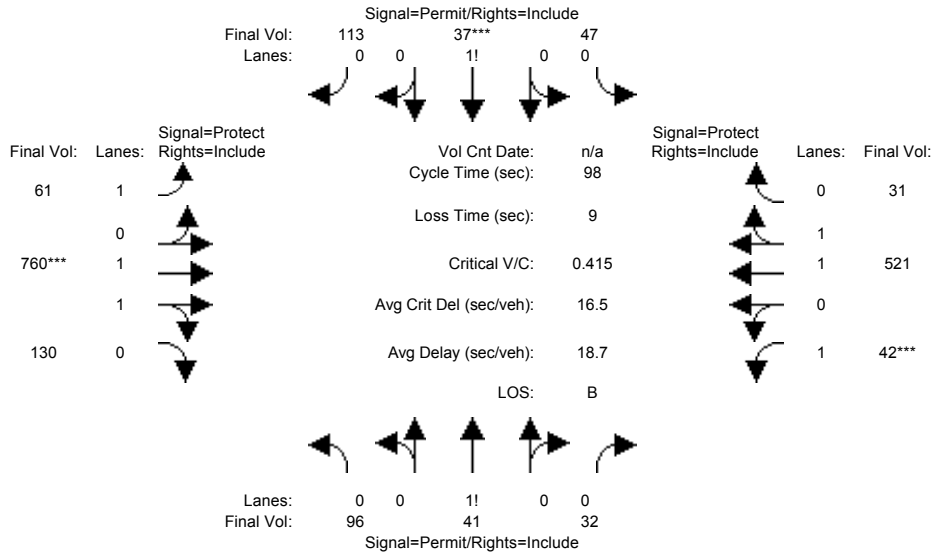 Signal=Permit/Rights=Include
Final Vol: 113 37*** 47
Lanes: 0 0 1! 0 0
Signal=Protect Signal=Protect
Final Vol: Lanes: Rights=Include Vol Cnt Date: n/a Rights=Include Lanes: Final Vol:
Cycle Time (sec): 98
61 1 0 31
Loss Time (sec): 9
0 1
760*** 1 Critical V/C: 0.415 1 521
1 Avg Crit Del (sec/veh): 16.5 0
130 0 Avg Delay (sec/veh): 18.7 1 42***
LOS: B
Lanes: 0 0 1! 0 0
Final Vol: 96 41 32
Signal=Permit/Rights=Include